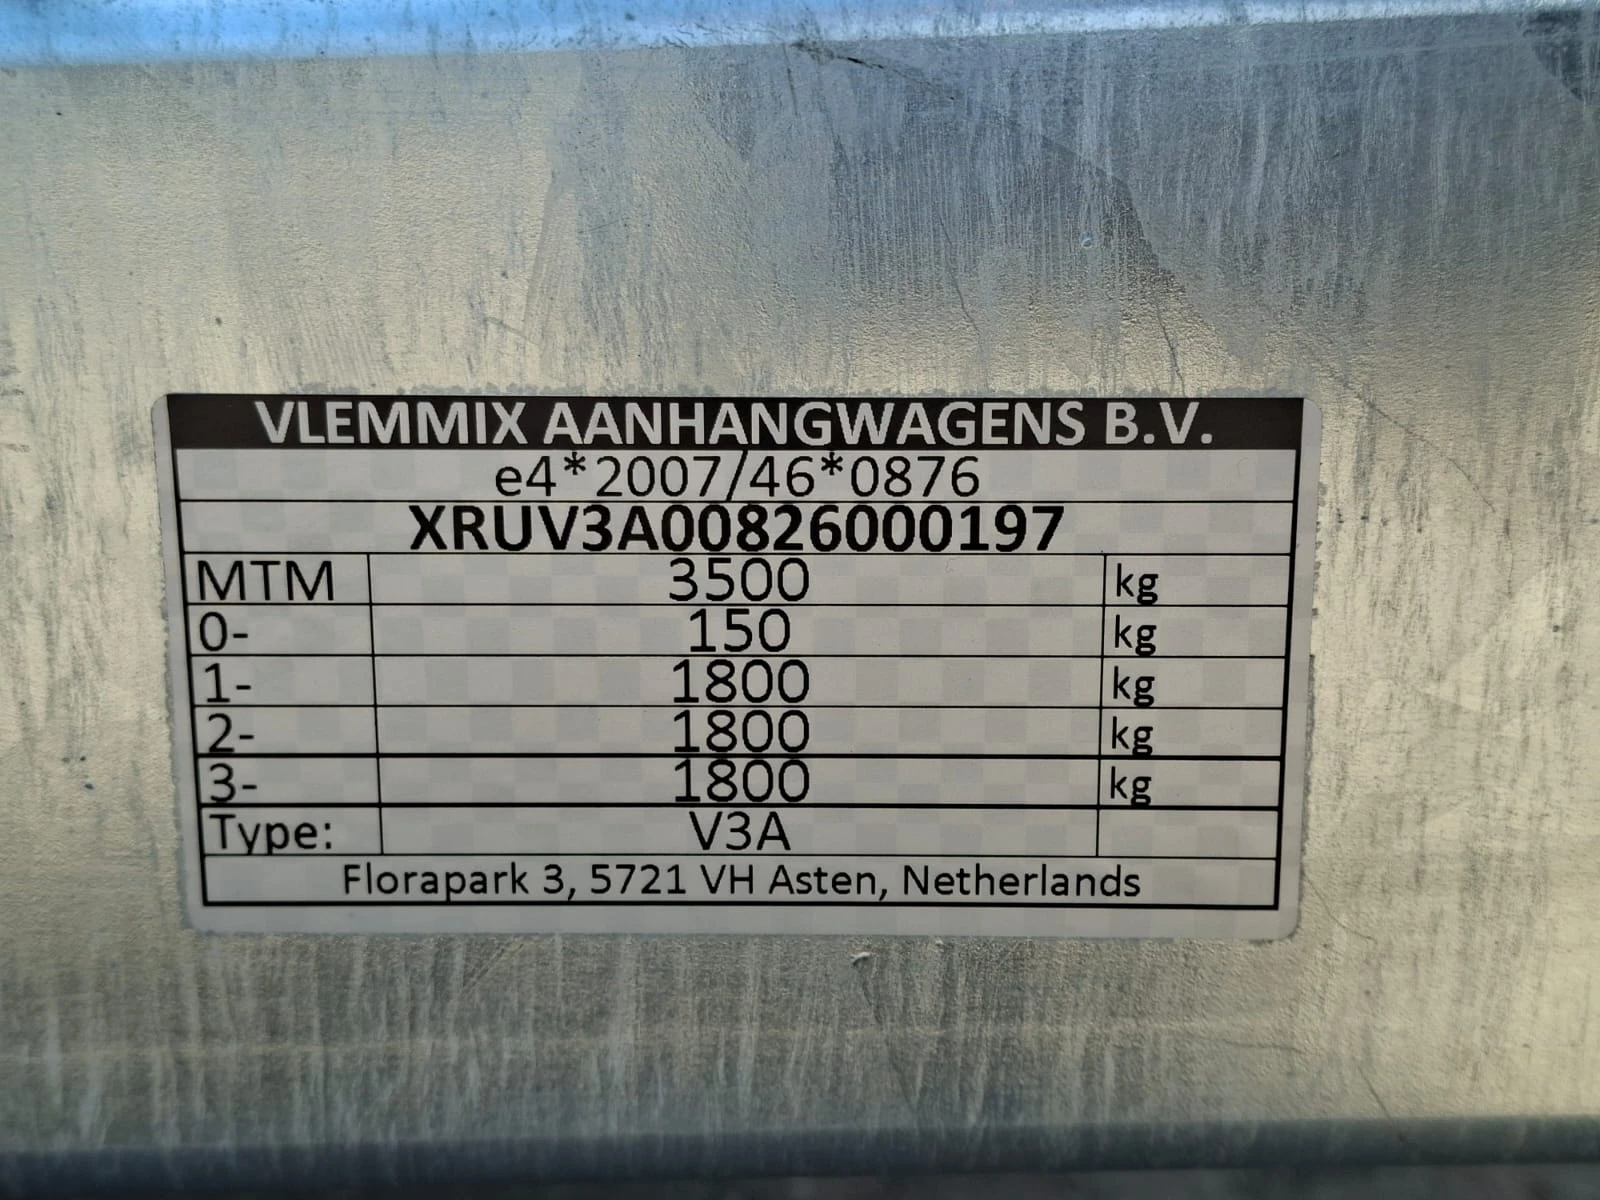 VLEMMIX AANHANGWAGENS B.V.
e4*2007/46*0876
XRUV3A00826000197
MTM 3500 kg
0- 150 kg
1- 1800 kg
2- 1800 kg
3- 1800 kg
Type: V3A
Florapark 3, 5721 VH Asten, Netherlands